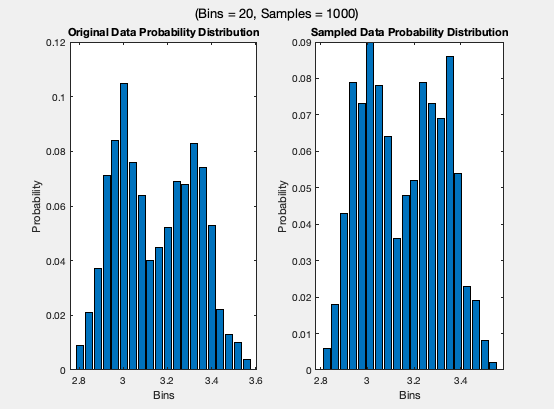 (Bins = 20, Samples = 1000)
Original Data Probability Distribution
0.12
0.1
0.08
0.06
0.04
0.02
0
Probability
2.8 3 3.2 3.4 3.6
Bins
Sampled Data Probability Distribution
0.09
0.08
0.07
0.06
0.05
0.04
0.03
0.02
0.01
0
Probability
2.8 3 3.2 3.4
Bins